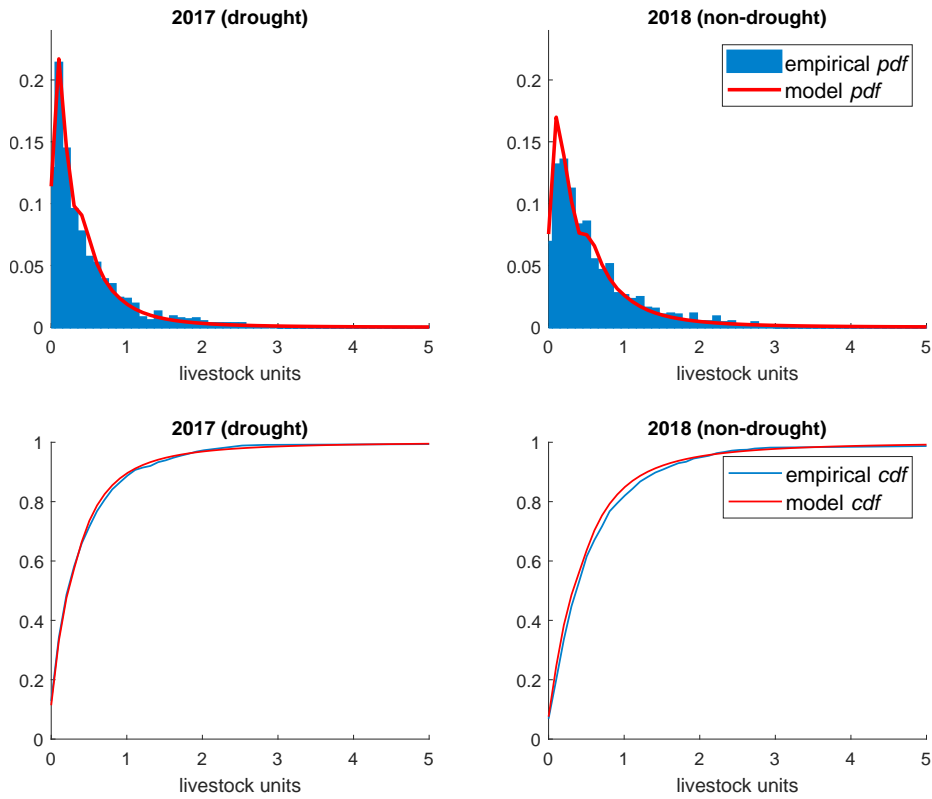 2017 (drought)
0.2
0.15
0.1
0.05
0
0 1 2 3 4 5
livestock units
2018 (non-drought)
empirical pdf
model pdf
0.2
0.15
0.1
0.05
0
0 1 2 3 4 5
livestock units
2017 (drought)
1
0.8
0.6
0.4
0.2
0
0 1 2 3 4 5
livestock units
2018 (non-drought)
empirical cdf
model cdf
1
0.8
0.6
0.4
0.2
0
0 1 2 3 4 5
livestock units